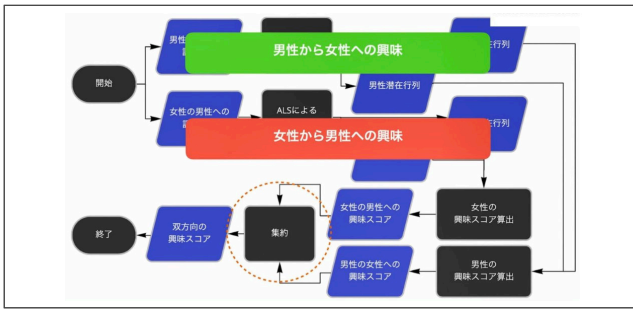 男性から女性への興味
男性
行列
開始
男性潜在行列
女性の男性への
ALSによる
女性から男性への興味
行列
双方向の
興味スコア
終了
集約
女性の男性への
興味スコア
女性の
興味スコア算出
男性の女性への
興味スコア
男性の
興味スコア算出